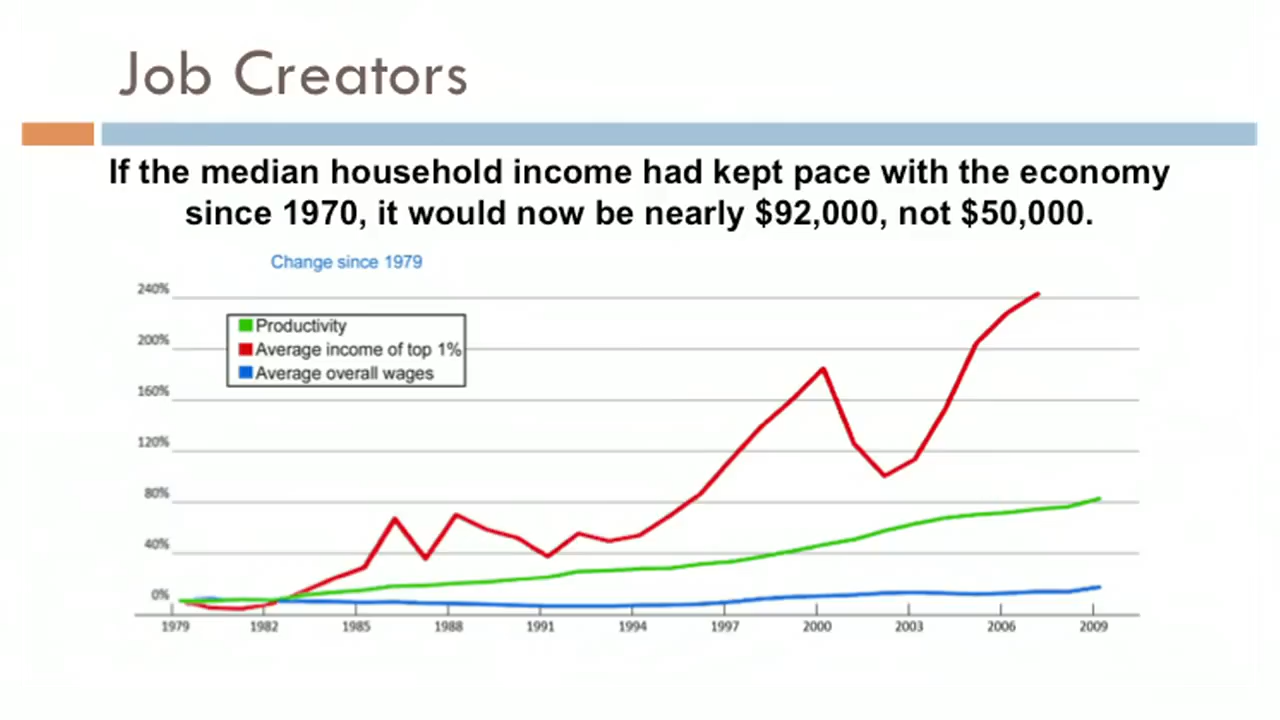 Job Creators
If the median household income had kept pace with the economy
since 1970, it would now be nearly $92,000, not $50,000.
Change since 1979
240%
Productivity
200%
Average income of top 1%
Average overall wages
160%
120%
80%
40%
0%
1979 1982 1985 1988 1991 1994 1997 2000 2003 2006 2009